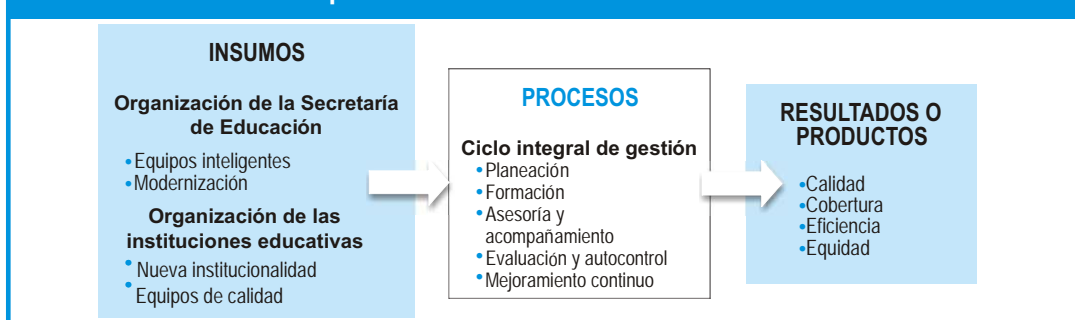 INSUMOS
Organización de la Secretaría
de Educación
•Equipos inteligentes
•Modernización
Organización de las
instituciones educativas
• Nueva institucionalidad
• Equipos de calidad
PROCESOS
Ciclo integral de gestión
•Planeación
•Formación
•Asesoría y
acompañamiento
•Evaluación y autocontrol
•Mejoramiento continuo
RESULTADOS O
PRODUCTOS
•Calidad
•Cobertura
•Eficiencia
•Equidad